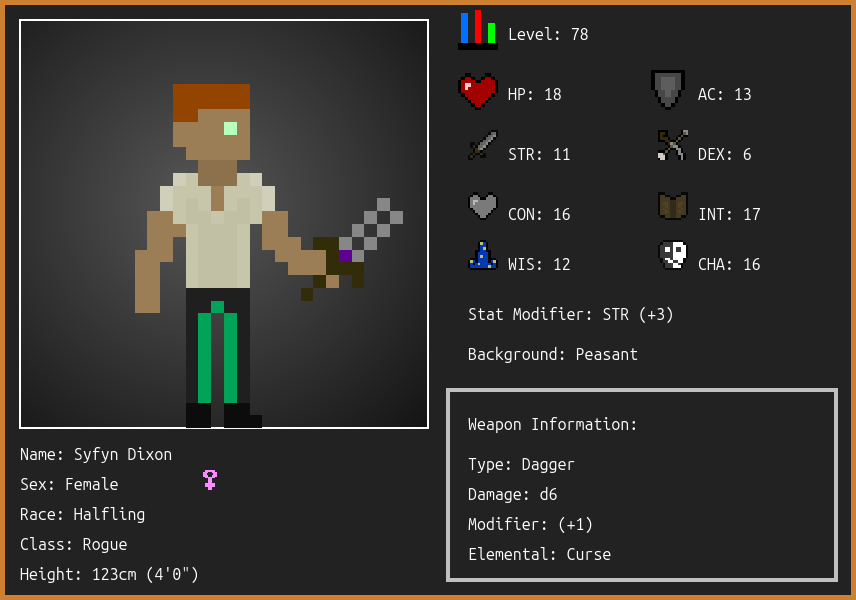 Level: 78
HP: 18
AC: 13
STR: 11
DEX: 6
CON: 16
INT: 17
WIS: 12
CHA: 16
Stat Modifier: STR (+3)
Background: Peasant
Name: Syfyn Dixon
Sex: Female
Race: Halfling
Class: Rogue
Height: 123cm (4'0")
Weapon Information:
Type: Dagger
Damage: d6
Modifier: (+1)
Elemental: Curse